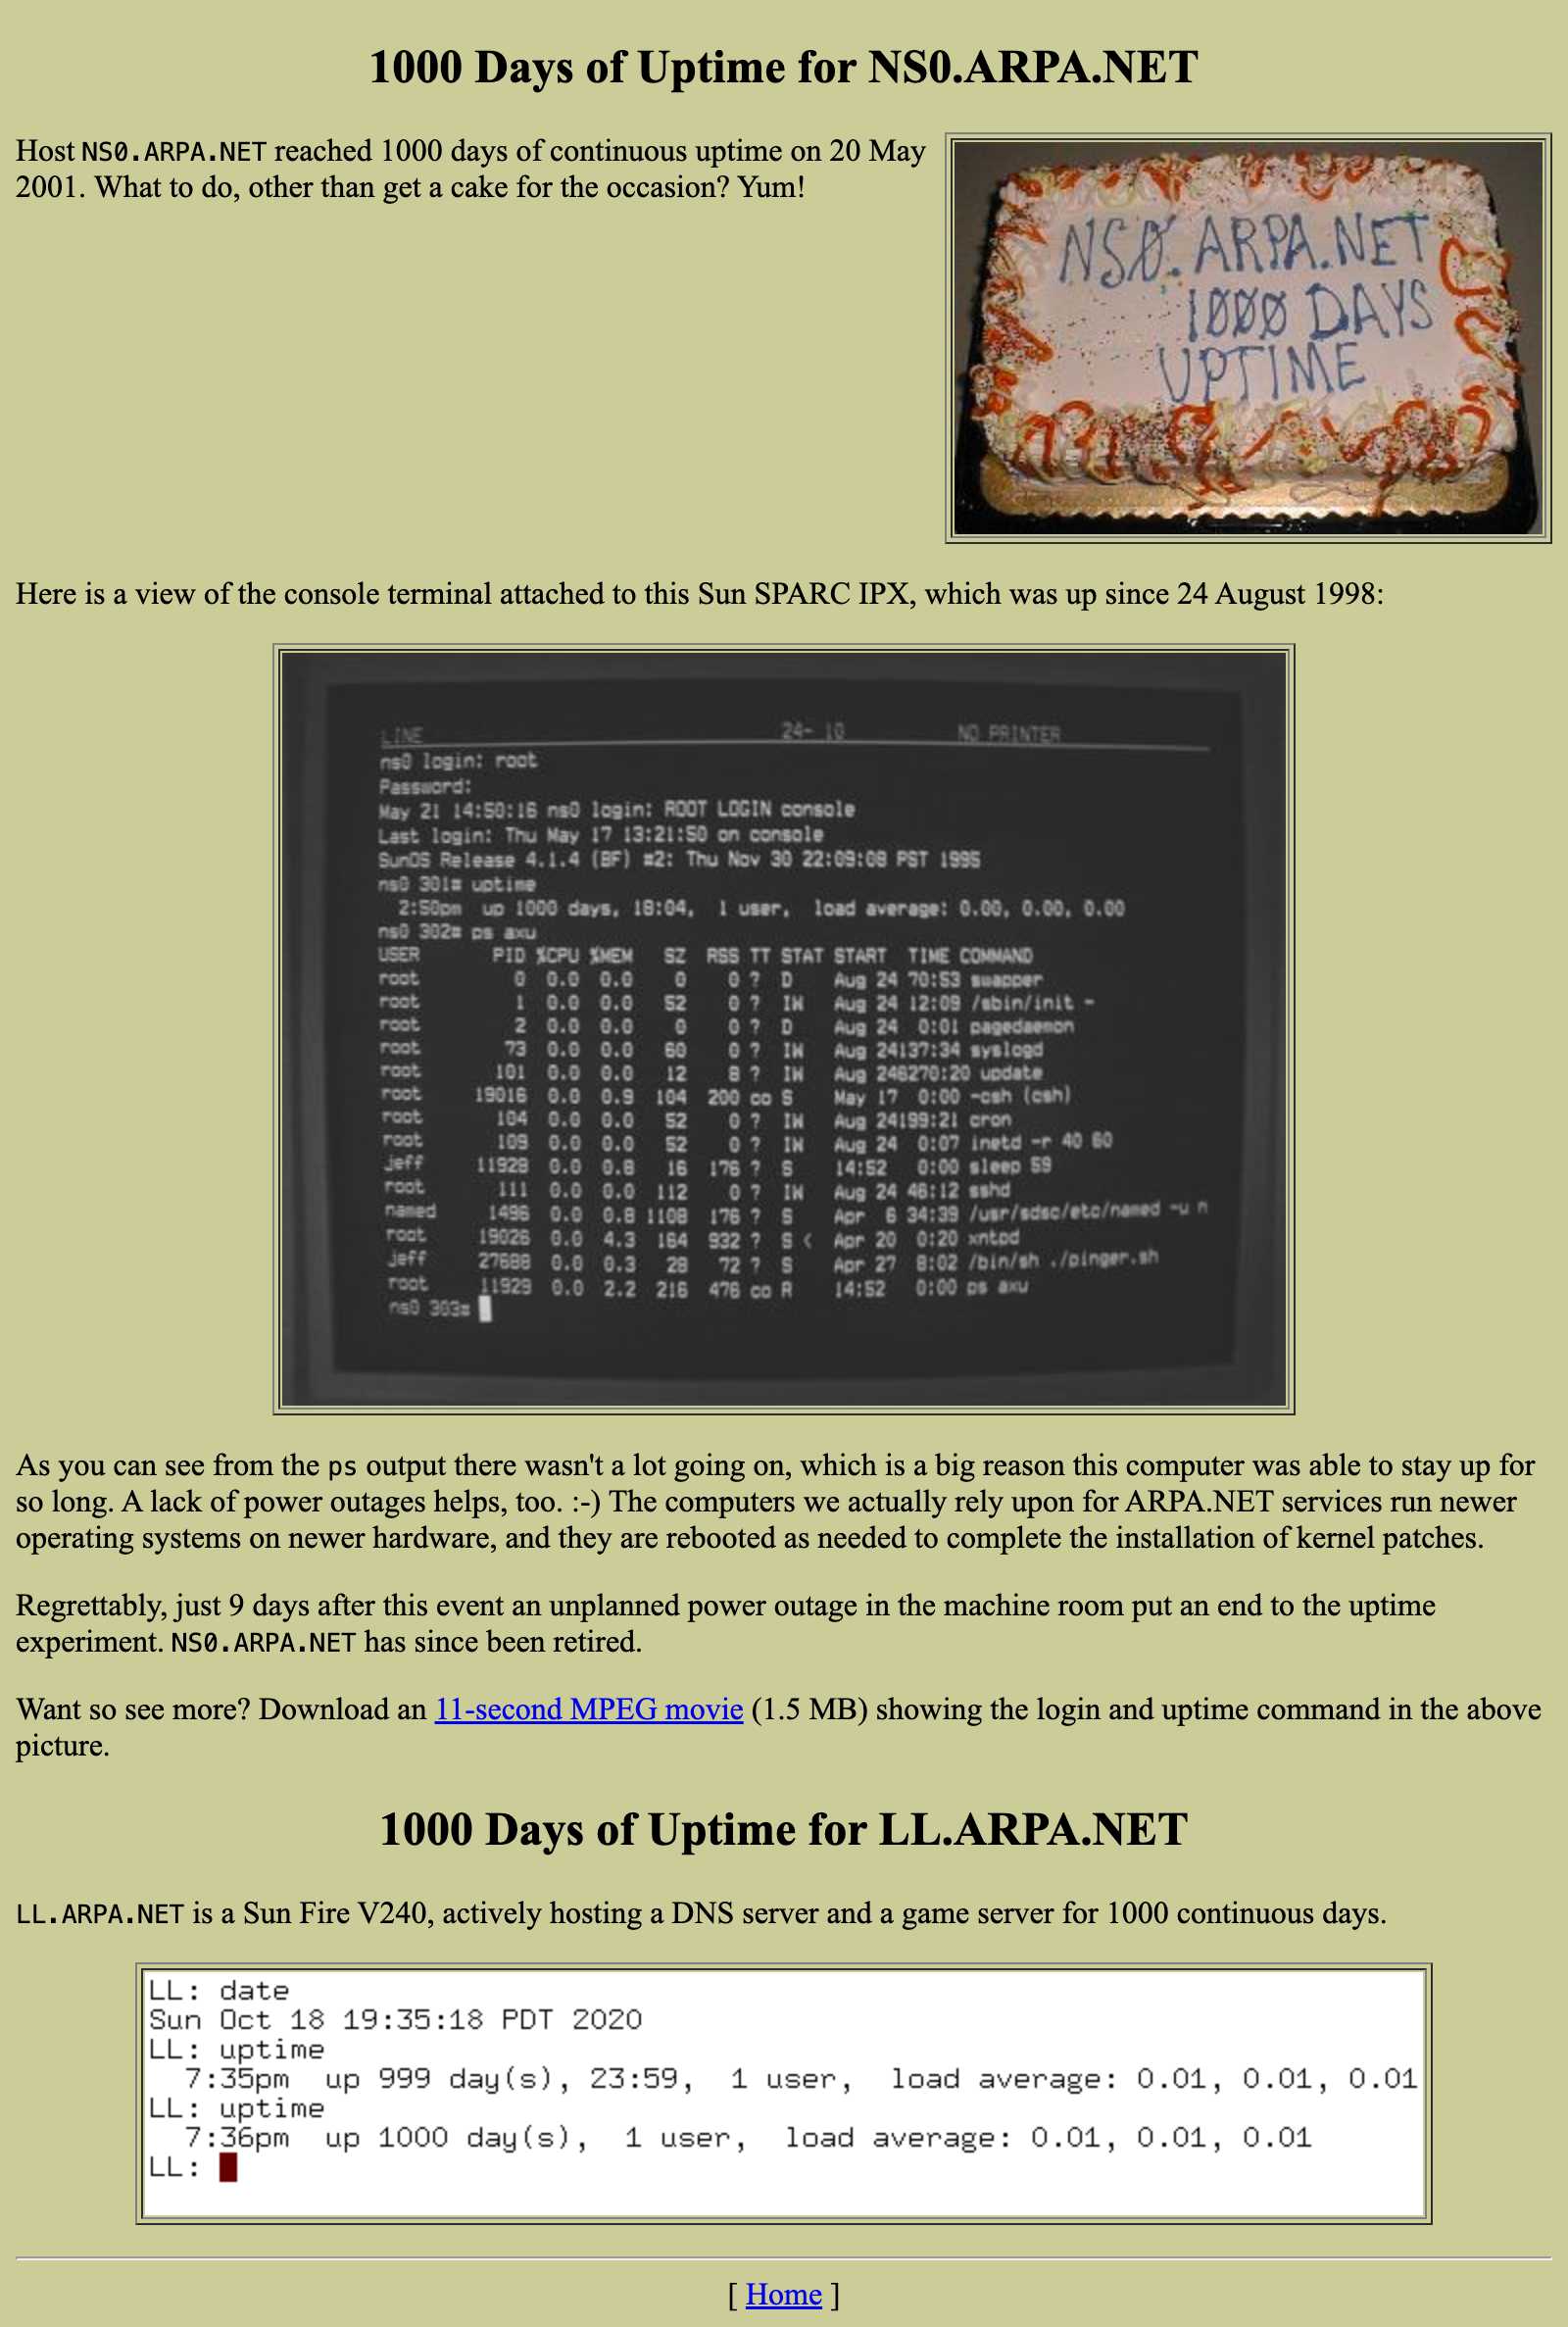 1000 Days of Uptime for NS0.ARPA.NET
Host NS0.ARPA.NET reached 1000 days of continuous uptime on 20 May
2001. What to do, other than get a cake for the occasion? Yum!
NSØ.ARPA.NET
1ØØØ DAYS
UPTIME
Here is a view of the console terminal attached to this Sun SPARC IPX, which was up since 24 August 1998:
LINE 24- 10 NO PRINTER
ns0 login: root
Password:
May 21 14:50:16 ns0 login: ROOT LOGIN console
Last login: Thu May 17 13:21:50 on console
SunOS Release 4.1.4 (BF) #2: Thu Nov 30 22:09:08 PST 1995
ns0 301# uptime
2:50pm up 1000 days, 18:04, 1 user, load average: 0.00, 0.00, 0.00
ns0 302# ps axu
USER PID %CPU %MEM SZ RSS TT STAT START TIME COMMAND
root 0 0.0 0.0 0 0 ? D Aug 24 70:53 swapper
root 1 0.0 0.0 52 0 ? IW Aug 24 12:09 /sbin/init -
root 2 0.0 0.0 0 0 ? D Aug 24 0:01 pagedaemon
root 73 0.0 0.0 60 0 ? IW Aug 24137:34 syslogd
root 101 0.0 0.0 12 8 ? IW Aug 246270:20 update
root 19016 0.0 0.9 104 200 co S May 17 0:00 -csh (csh)
root 104 0.0 0.0 52 0 ? IW Aug 24199:21 cron
root 109 0.0 0.0 52 0 ? IW Aug 24 0:07 inetd -r 40 60
jeff 11928 0.0 0.8 16 176 ? S 14:52 0:00 sleep 59
root 111 0.0 0.0 112 0 ? IW Aug 24 46:12 sshd
named 1496 0.0 0.8 1108 176 ? S Apr 6 34:39 /usr/sdsc/etc/named -u n
root 19026 0.0 4.3 164 932 ? S < Apr 20 0:20 xntpd
jeff 27688 0.0 0.3 28 72 ? S Apr 27 8:02 /bin/sh ./pinger.sh
root 11929 0.0 2.2 216 476 co R 14:52 0:00 ps axu
ns0 303#
As you can see from the ps output there wasn't a lot going on, which is a big reason this computer was able to stay up for
so long. A lack of power outages helps, too. :-) The computers we actually rely upon for ARPA.NET services run newer
operating systems on newer hardware, and they are rebooted as needed to complete the installation of kernel patches.
Regrettably, just 9 days after this event an unplanned power outage in the machine room put an end to the uptime
experiment. NS0.ARPA.NET has since been retired.
Want so see more? Download an 11-second MPEG movie (1.5 MB) showing the login and uptime command in the above
picture.
1000 Days of Uptime for LL.ARPA.NET
LL.ARPA.NET is a Sun Fire V240, actively hosting a DNS server and a game server for 1000 continuous days.
LL: date
Sun Oct 18 19:35:18 PDT 2020
LL: uptime
7:35pm up 999 day(s), 23:59, 1 user, load average: 0.01, 0.01, 0.01
LL: uptime
7:36pm up 1000 day(s), 1 user, load average: 0.01, 0.01, 0.01
LL:
[ Home ]